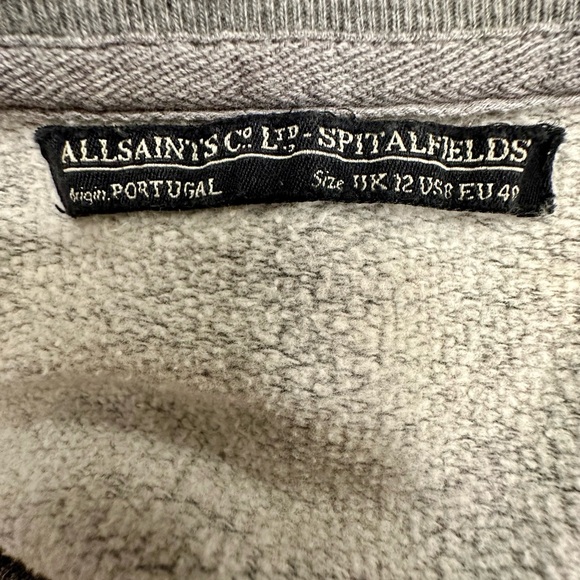 ALLSAINTS Co LTD - SPITALFIELDS
Origin. PORTUGAL Size UK 12 US8 EU 40